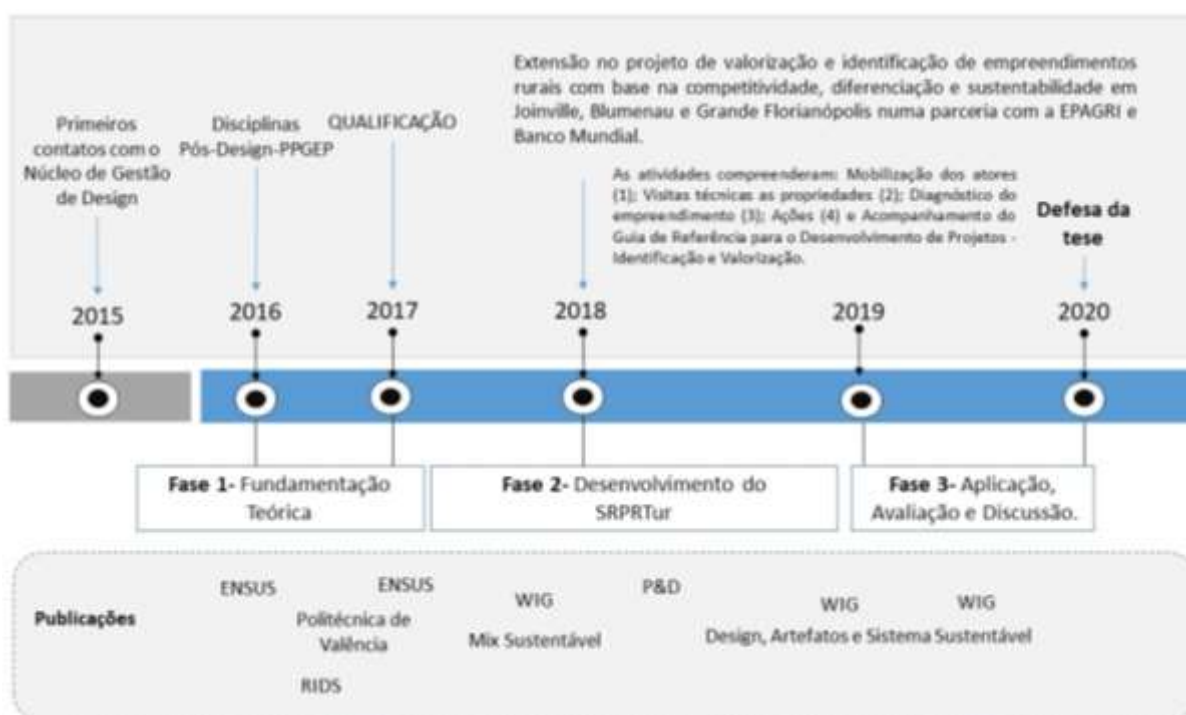 Primeiros
contatos com o
Núcleo de Gestão
de Design
Disciplinas
Pós-Design-PPGEP
QUALIFICAÇÃO
Extensão no projeto de valorização e identificação de empreendimentos
rurais com base na competitividade, diferenciação e sustentabilidade em
Joinville, Blumenau e Grande Florianópolis numa parceria com a EPAGRI e
Banco Mundial.
As atividades compreenderam: Mobilização dos atores
(1); Visitas técnicas as propriedades (2); Diagnóstico do
empreendimento (3); Ações (4) e Acompanhamento do
Guia de Referência para o Desenvolvimento de Projetos -
Identificação e Valorização.
Defesa da
tese
2015
2016
2017
2018
2019
2020
Fase 1- Fundamentação
Teórica
Fase 2- Desenvolvimento do
SRPRTur
Fase 3- Aplicação,
Avaliação e Discussão.
Publicações
ENSUS
ENSUS
Politécnica de
Valência
RIDS
WIG
Mix Sustentável
P&D
WIG
WIG
Design, Artefatos e Sistema Sustentável